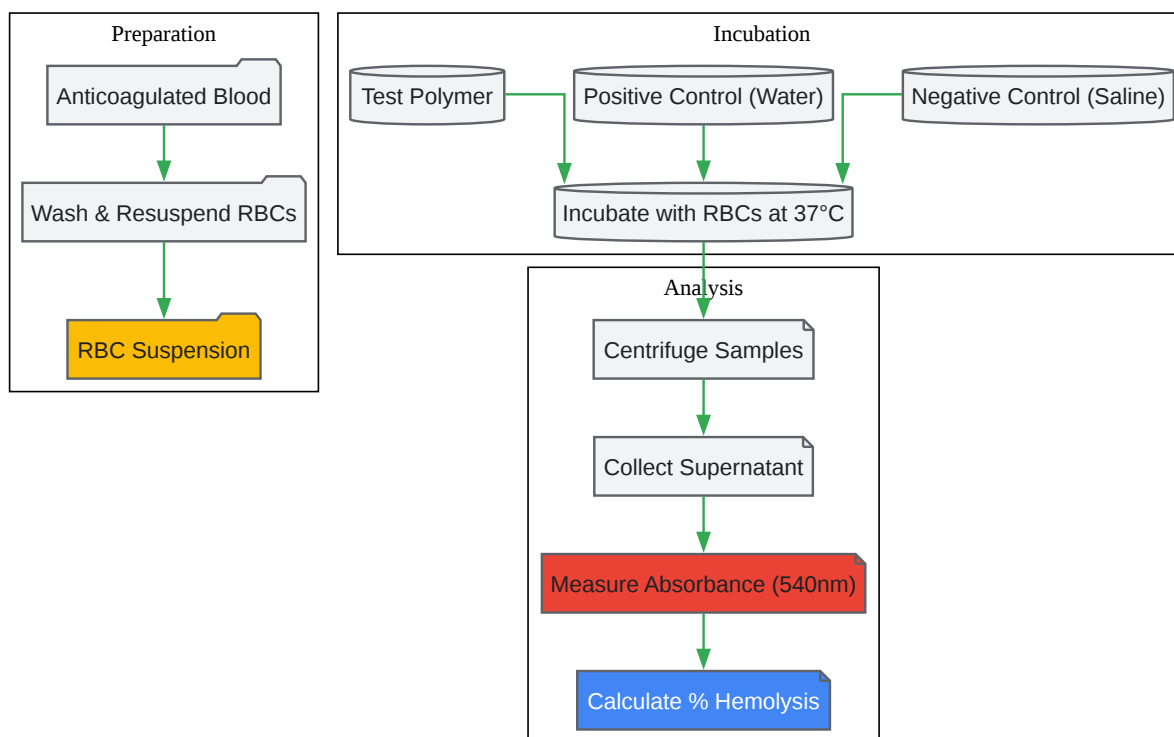 Preparation
Anticoagulated Blood
Wash & Resuspend RBCs
RBC Suspension
Incubation
Test Polymer
Positive Control (Water)
Negative Control (Saline)
Incubate with RBCs at 37°C
Analysis
Centrifuge Samples
Collect Supernatant
Measure Absorbance (540nm)
Calculate % Hemolysis